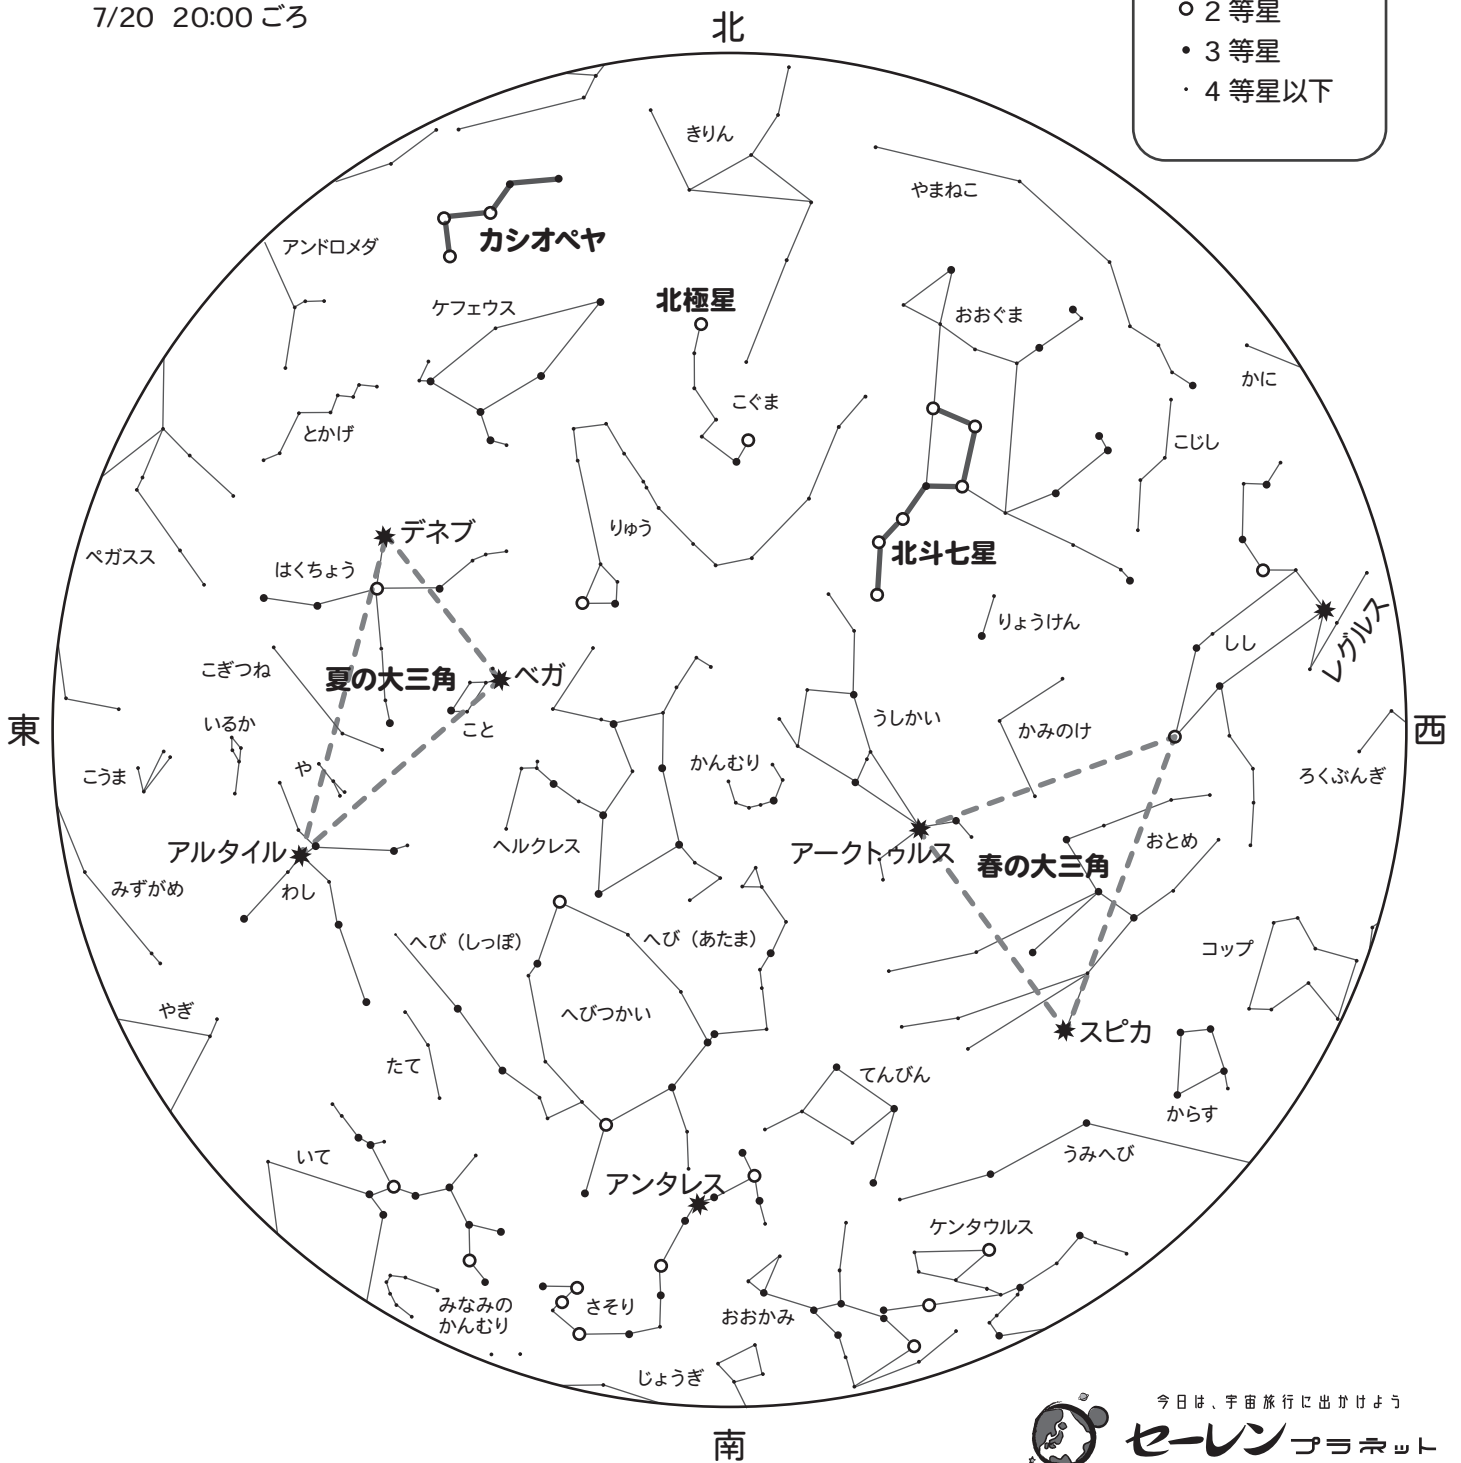 7/20 20:00 ごろ
北
2 等星
3 等星
4 等星以下
きりん
やまねこ
カシオペヤ
アンドロメダ
ケフェウス
北極星
おおぐま
かに
とかげ
こぐま
こじし
デネブ
りゅう
北斗七星
ペガスス
はくちょう
りょうけん
しし
レグルス
こぎつね
夏の大三角
ベガ
いるか
こと
うしかい
かみのけ
東
西
こうま
や
かんむり
ろくぶんぎ
アルタイル
ヘルクレス
アークトゥルス
春の大三角
おとめ
みずがめ
わし
へび（しっぽ）
へび（あたま）
コップ
やぎ
へびつかい
スピカ
たて
てんびん
からす
いて
うみへび
アンタレス
ケンタウルス
みなみの
かんむり
さそり
おおかみ
じょうぎ
南
今日は、宇宙旅行に出かけよう
セーレンプラネット